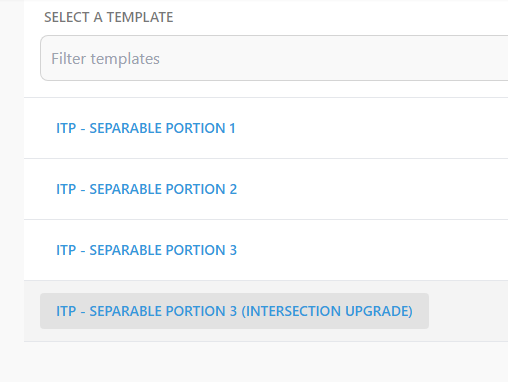 SELECT A TEMPLATE
Filter templates
ITP - SEPARABLE PORTION 1
ITP - SEPARABLE PORTION 2
ITP - SEPARABLE PORTION 3
ITP - SEPARABLE PORTION 3 (INTERSECTION UPGRADE)